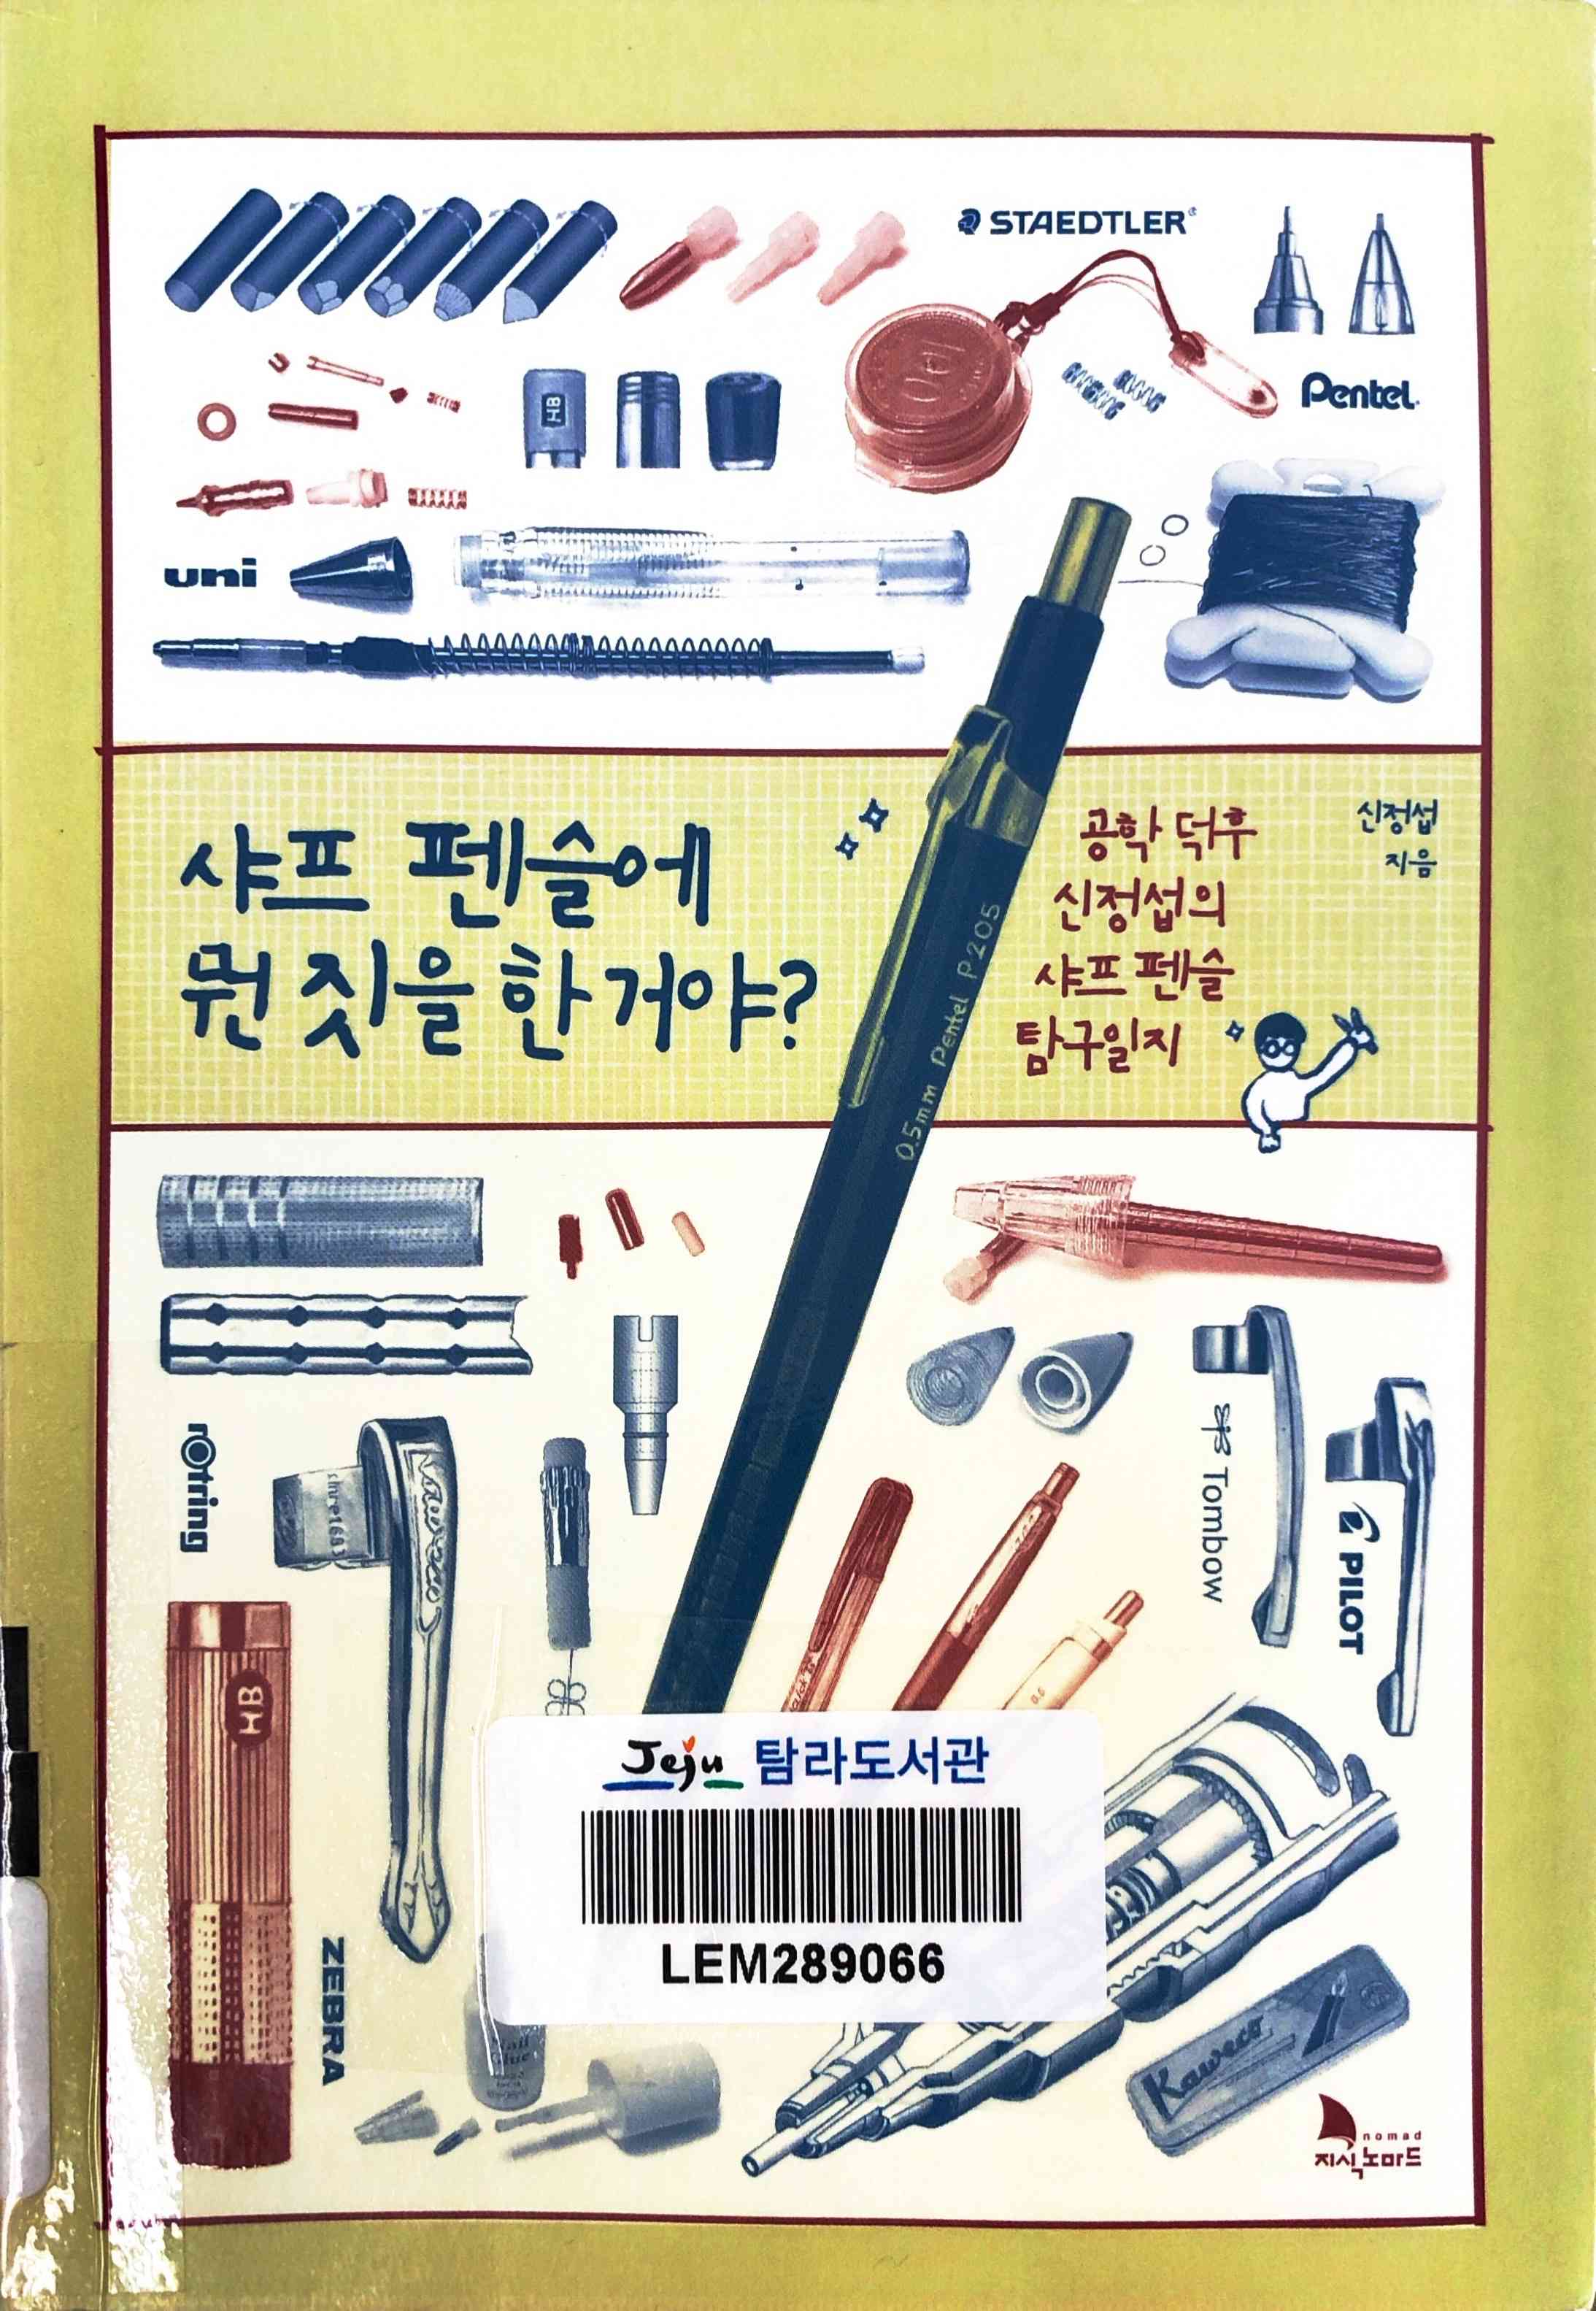 STAEDTLER
Pentel
HB
uni
샤프 펜슬에
뭔 짓을 한 거야?
공학 덕후
신정섭의
샤프 펜슬
탐구일지
신정섭
지음
0.5mm Pentel P205
rotring
Tombow
PILOT
HB
0.5
Jeju 탐라도서관
LEM289066
ZEBRA
Kaweco
nomad
지식노마드